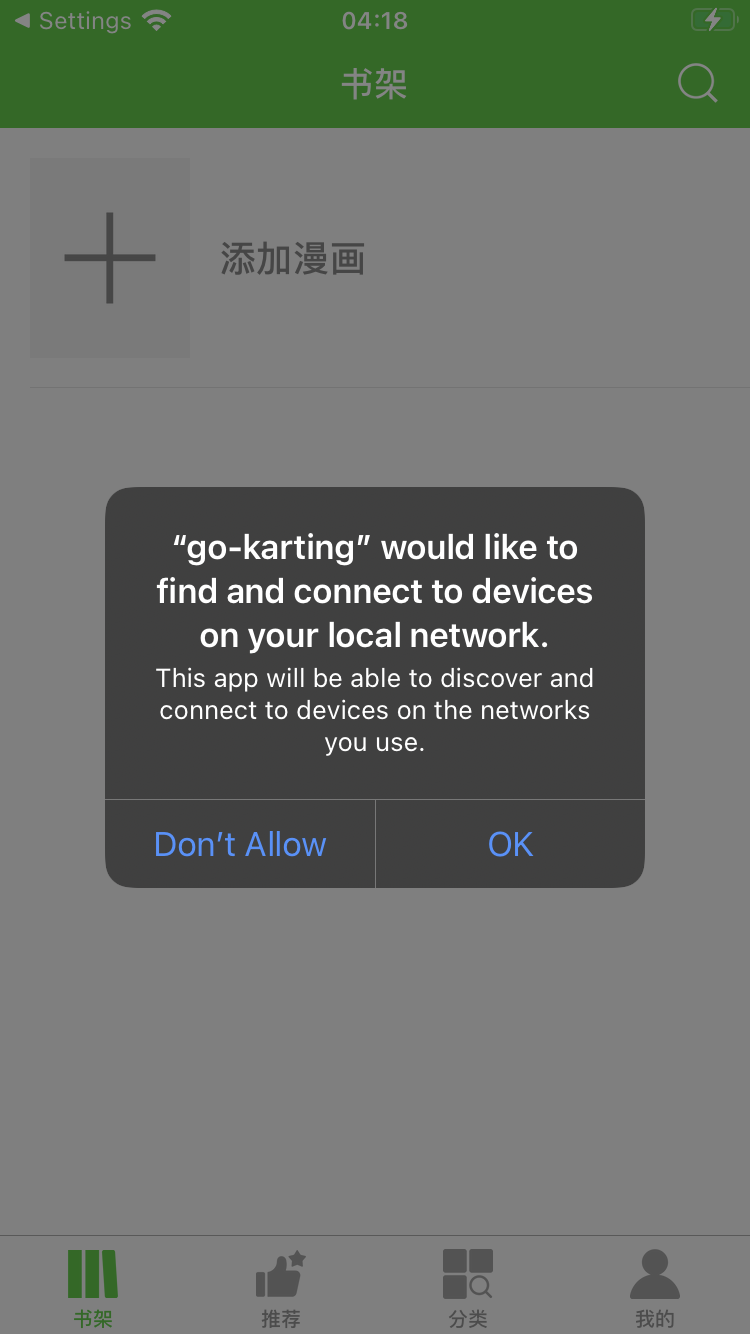 ◀ Settings 04:18
书架
添加漫画
“go-karting” would like to
find and connect to devices
on your local network.
This app will be able to discover and
connect to devices on the networks
you use.
Don’t Allow OK
书架 推荐 分类 我的